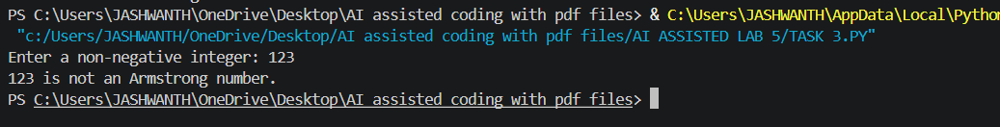 PS C:\Users\JASHWANTH\OneDrive\Desktop\AI assisted coding with pdf files> & C:\Users\JASHWANTH\AppData\Local\Python
"c:/Users/JASHWANTH/OneDrive/Desktop/AI assisted coding with pdf files/AI ASSISTED LAB 5/TASK 3.PY"
Enter a non-negative integer: 123
123 is not an Armstrong number.
PS C:\Users\JASHWANTH\OneDrive\Desktop\AI assisted coding with pdf files>